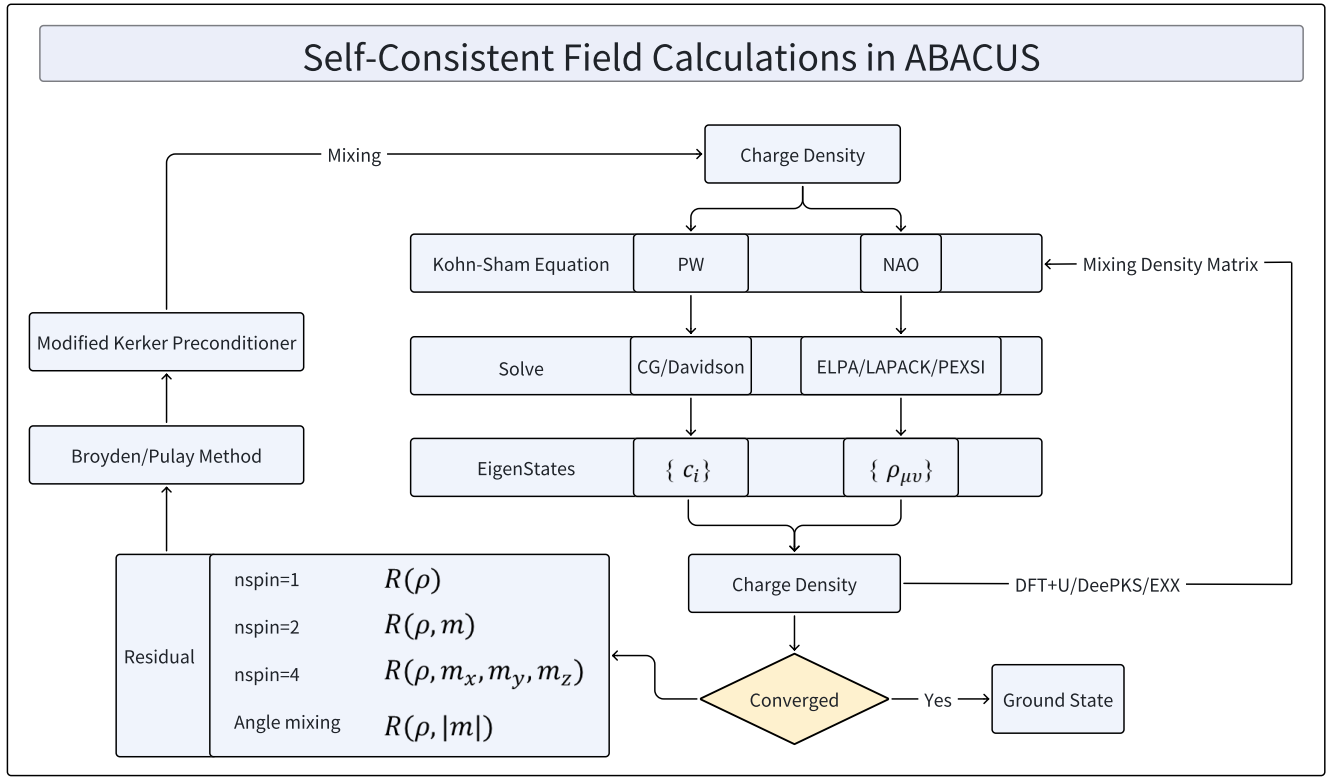 Self-Consistent Field Calculations in ABACUS
Mixing
Charge Density
Kohn-Sham Equation PW NAO
Mixing Density Matrix
Modified Kerker Preconditioner
Solve CG/Davidson ELPA/LAPACK/PEXSI
Broyden/Pulay Method
EigenStates { c_i } { ρ_μυ }
Charge Density
DFT+U/DeePKS/EXX
Residual
nspin=1 R(ρ)
nspin=2 R(ρ, m)
nspin=4 R(ρ, m_x, m_y, m_z)
Angle mixing R(ρ, |m|)
Converged
Yes
Ground State